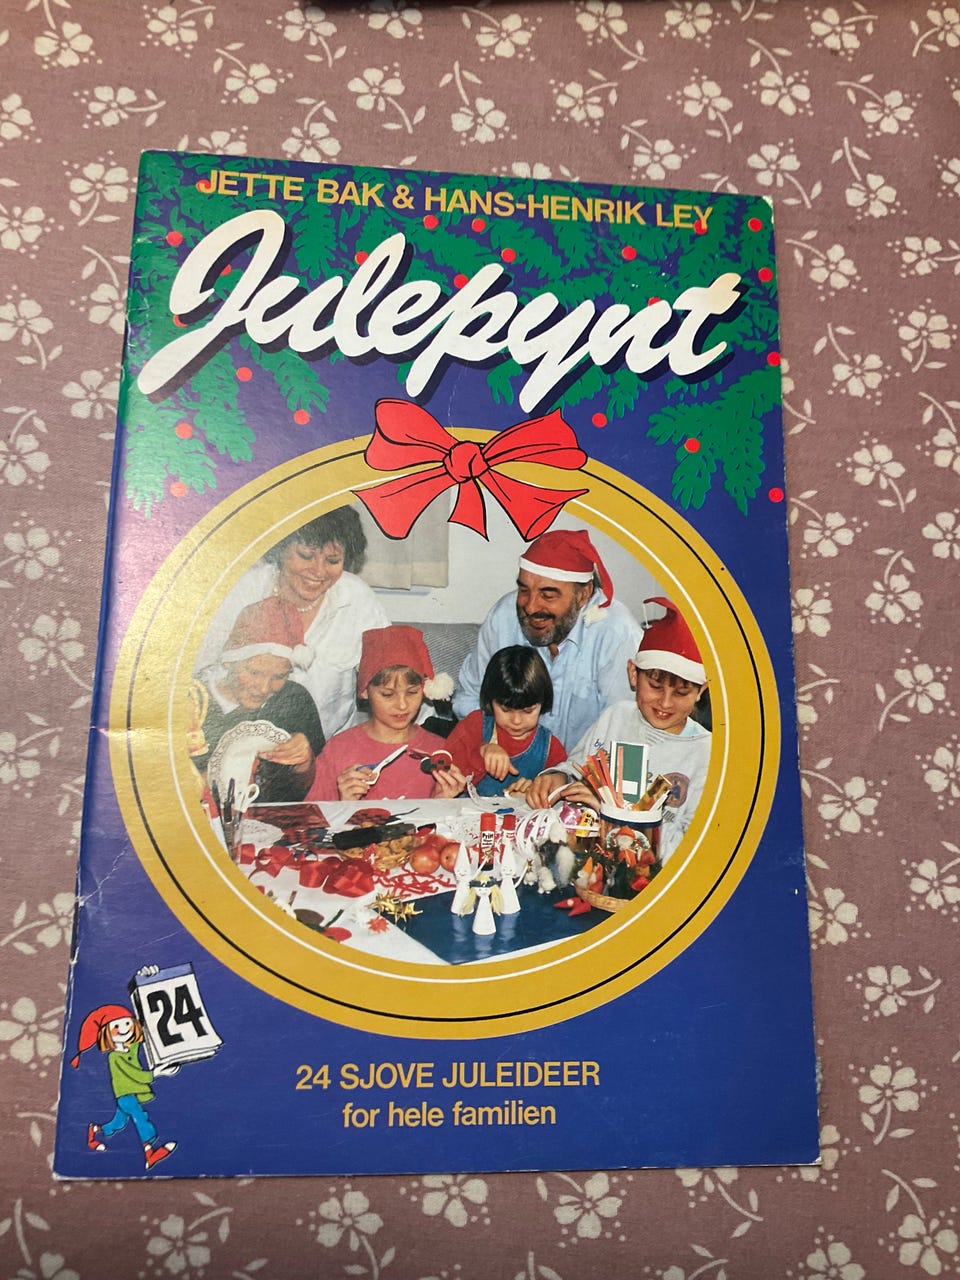 JETTE BAK & HANS-HENRIK LEY
Julepynt
24
24 SJOVE JULEIDEER
for hele familien